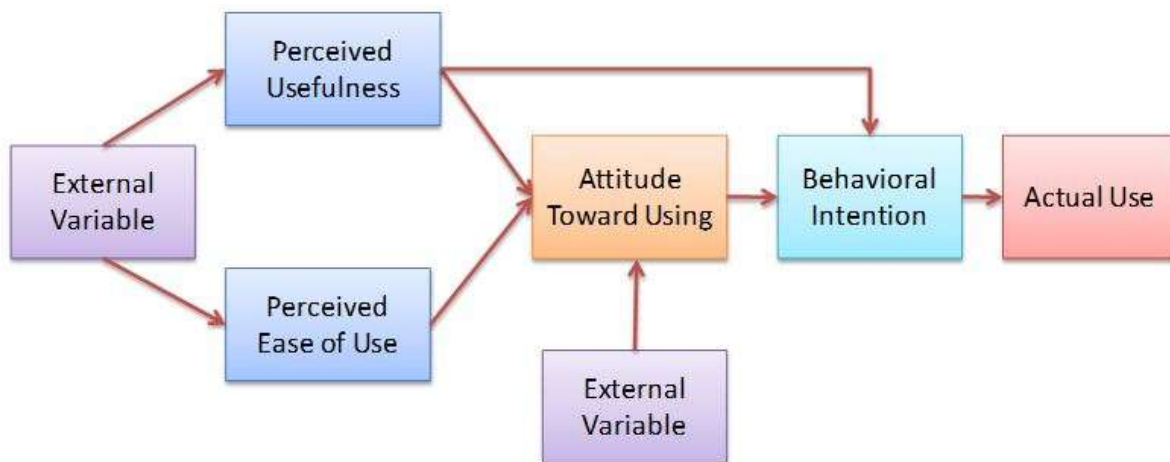 Perceived
Usefulness
External
Variable
Attitude
Toward Using
Behavioral
Intention
Actual Use
Perceived
Ease of Use
External
Variable